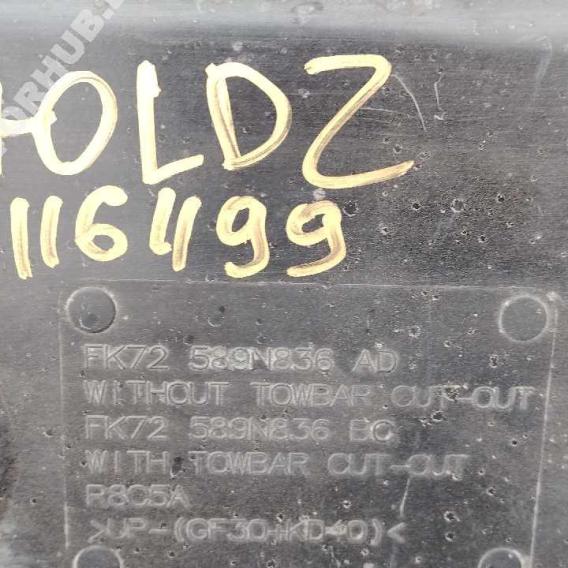 OLDZ
116499
FK72 589N836 AD
WITHOUT TOWBAR CUT-OUT
FK72 589N836 BC
WITH TOWBAR CUT-OUT
R8C5A
>UP-(GF30+KD40)<